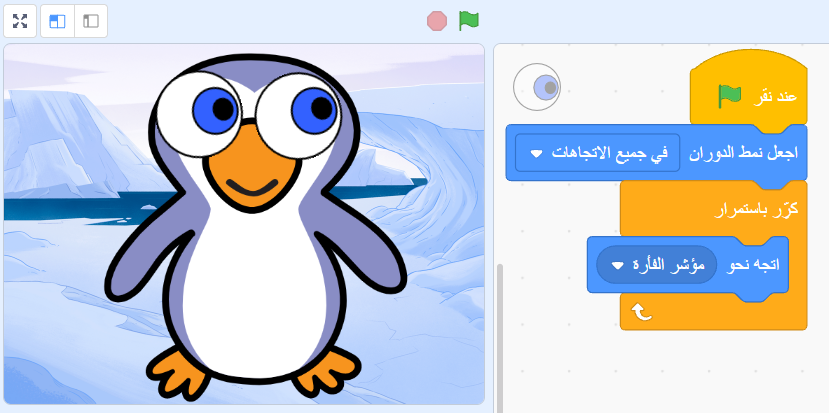 عند نقر
اجعل نمط الدوران في جميع الاتجاهات
كرّر باستمرار
اتجه نحو مؤشر الفأرة